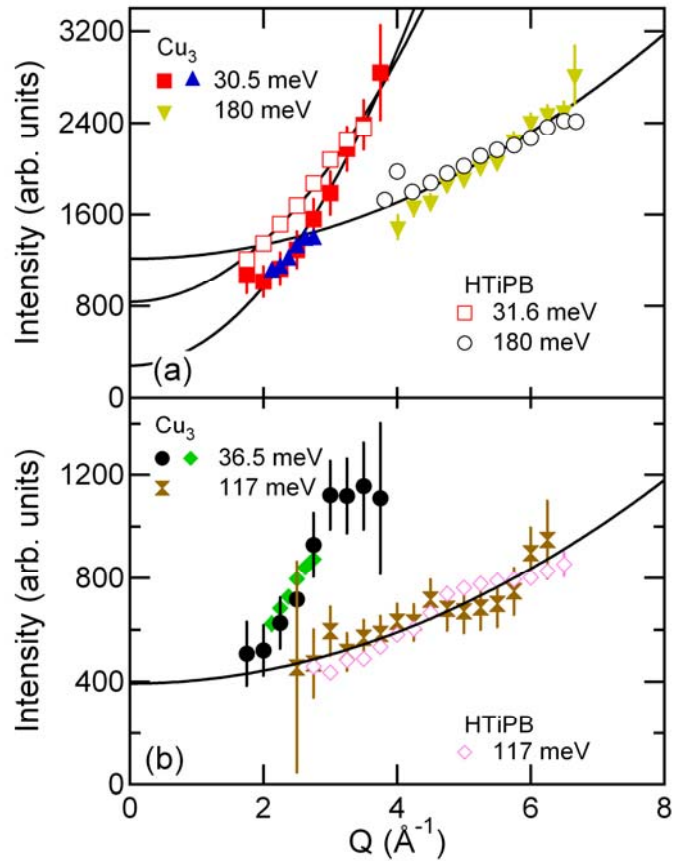 3200
2400
1600
800
0
Intensity (arb. units)
Cu₃
30.5 meV
180 meV
HTiPB
31.6 meV
180 meV
(a)
1200
800
400
0
Intensity (arb. units)
Cu₃
36.5 meV
117 meV
HTiPB
117 meV
(b)
0 2 4 6 8
Q (Å⁻¹)